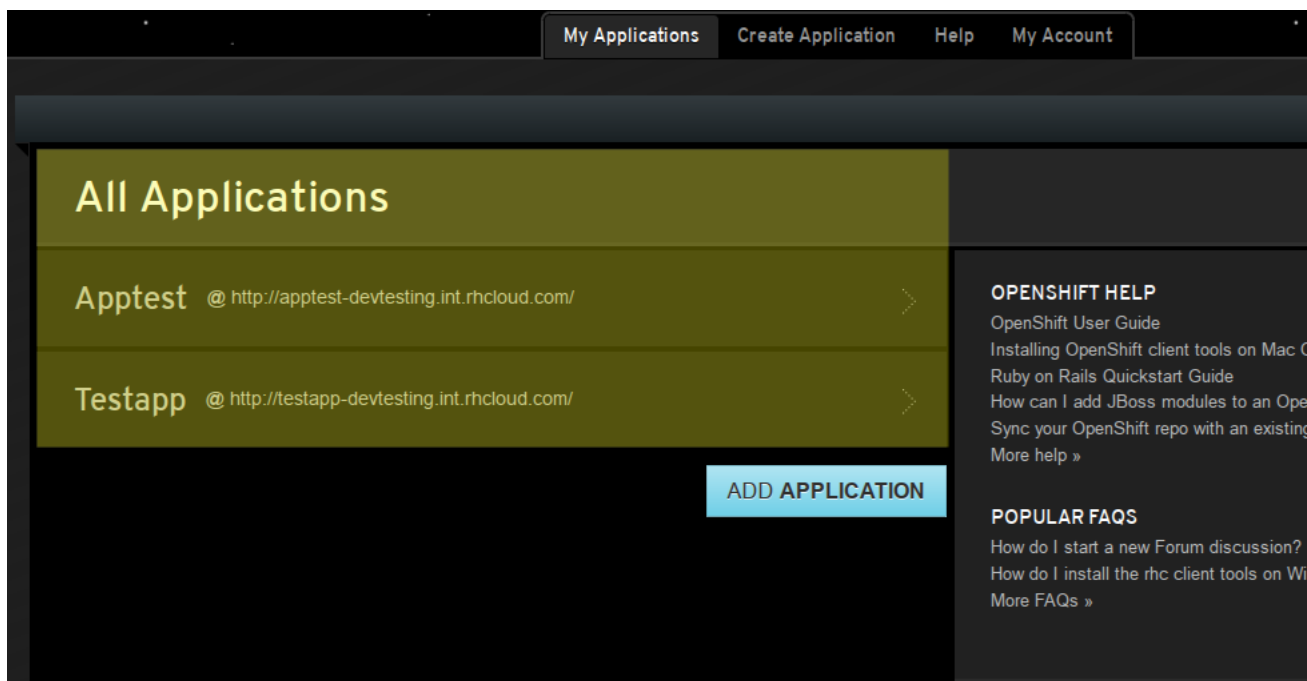 My Applications Create Application Help My Account
All Applications
Apptest @ http://apptest-devtesting.int.rhcloud.com/
Testapp @ http://testapp-devtesting.int.rhcloud.com/
ADD APPLICATION
OPENSHIFT HELP
OpenShift User Guide
Installing OpenShift client tools on Mac
Ruby on Rails Quickstart Guide
How can I add JBoss modules to an
Sync your OpenShift repo with an existing
More help »
POPULAR FAQS
How do I start a new Forum discussion?
How do I install the rhc client tools on
More FAQs »